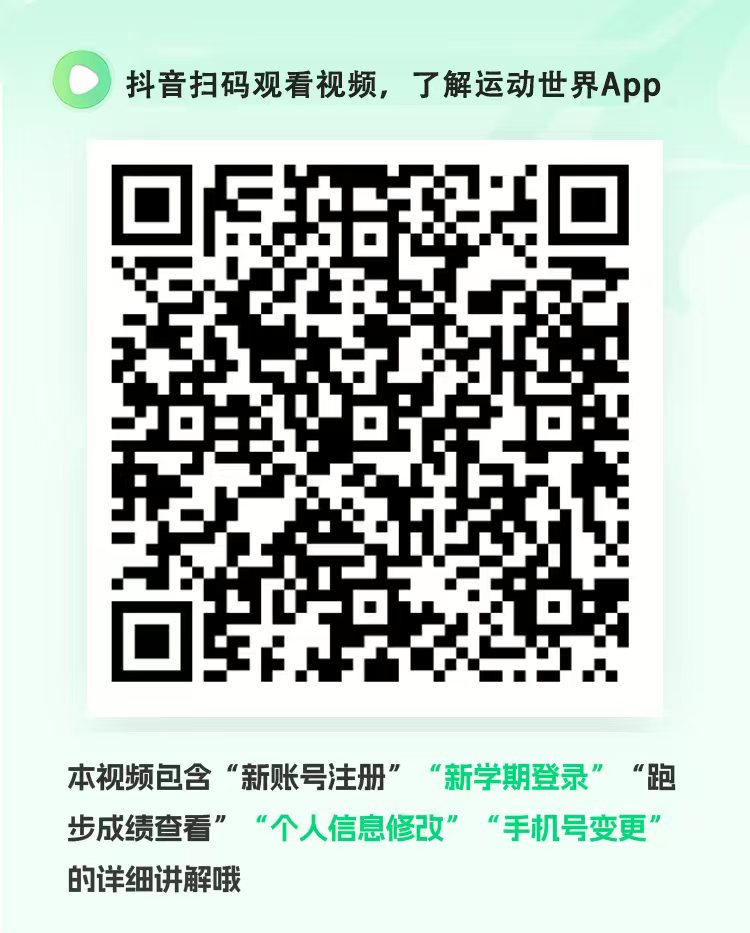 抖音扫码观看视频，了解运动世界App
本视频包含“新账号注册”“新学期登录”“跑
步成绩查看”“个人信息修改”“手机号变更”
的详细讲解哦